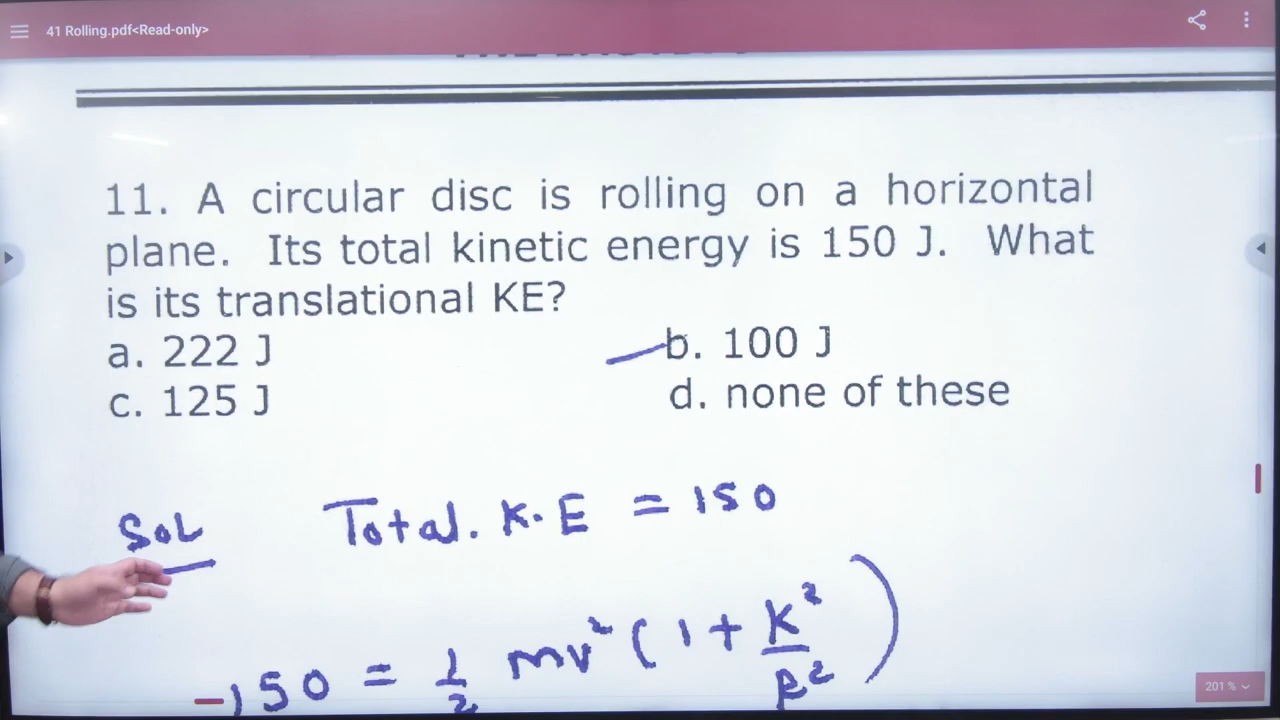 41 Rolling.pdf<Read-only>
11. A circular disc is rolling on a horizontal
plane. Its total kinetic energy is 150 J. What
is its translational KE?
a. 222 J
b. 100 J
c. 125 J
d. none of these
SOL Total. K.E = 150
150 = 1/2 mv² (1 + K²/R²)
201 %